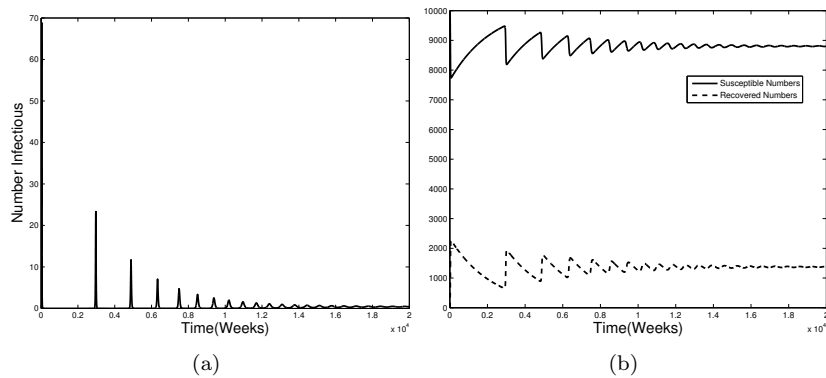 70
60
50
40
30
20
10
0
Number Infectious
0 0.2 0.4 0.6 0.8 1 1.2 1.4 1.6 1.8 2
Time(Weeks)
x 10⁴
(a)
10000
9000
8000
7000
6000
5000
4000
3000
2000
1000
0
Susceptible Numbers
Recovered Numbers
0 0.2 0.4 0.6 0.8 1 1.2 1.4 1.6 1.8 2
Time(Weeks)
x 10⁴
(b)